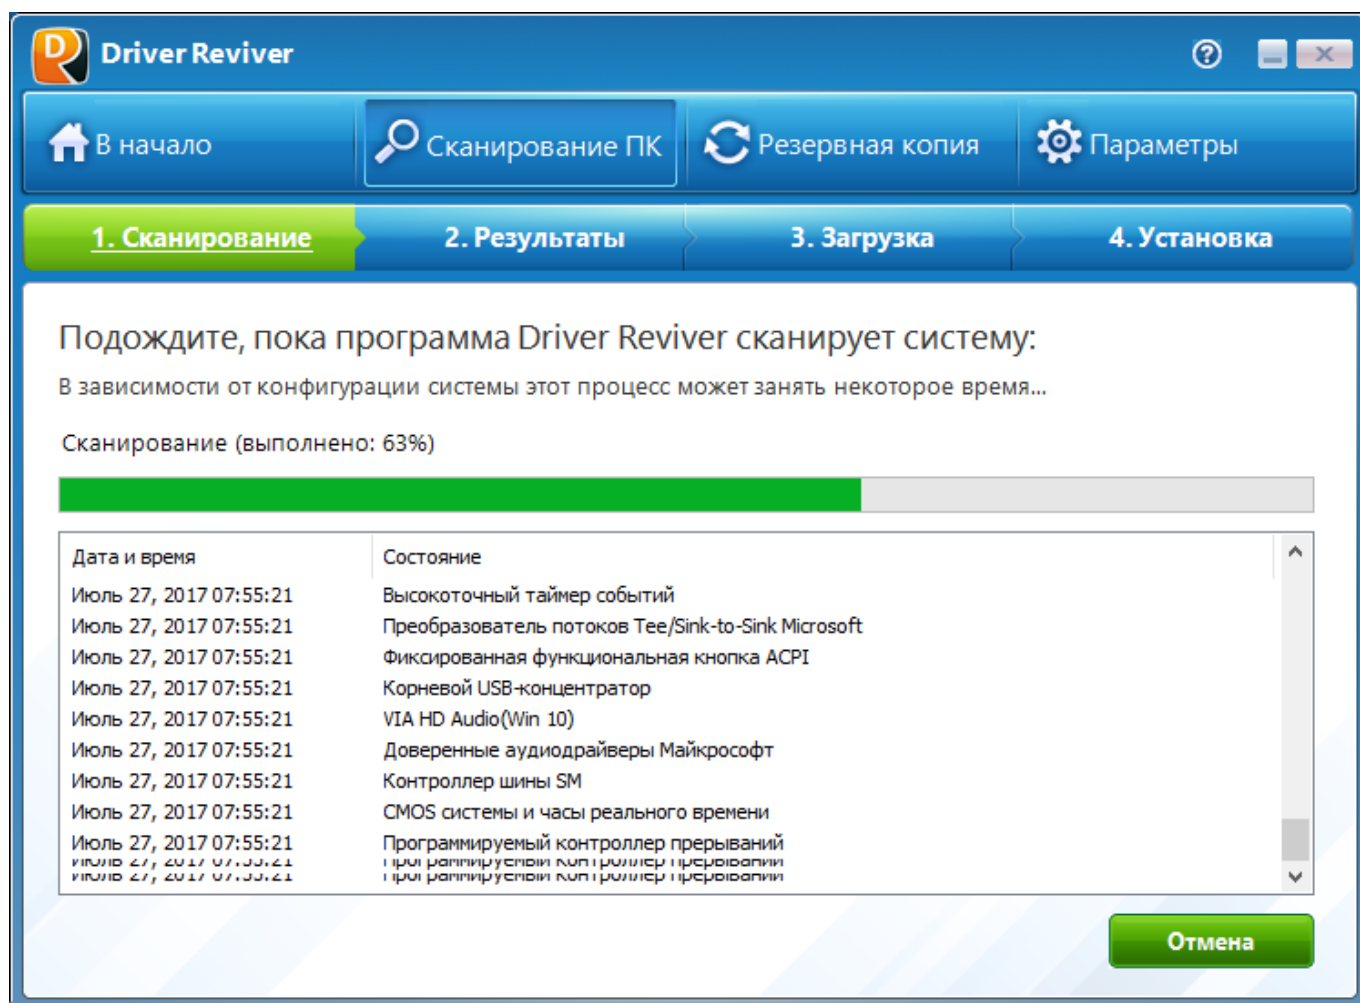 Driver Reviver
В начало
Сканирование ПК
Резервная копия
Параметры
1. Сканирование
2. Результаты
3. Загрузка
4. Установка
Подождите, пока программа Driver Reviver сканирует систему:
В зависимости от конфигурации системы этот процесс может занять некоторое время...
Сканирование (выполнено: 63%)
Дата и время Состояние
Июль 27, 2017 07:55:21 Высокоточный таймер событий
Июль 27, 2017 07:55:21 Преобразователь потоков Tee/Sink-to-Sink Microsoft
Июль 27, 2017 07:55:21 Фиксированная функциональная кнопка ACPI
Июль 27, 2017 07:55:21 Корневой USB-концентратор
Июль 27, 2017 07:55:21 VIA HD Audio(Win 10)
Июль 27, 2017 07:55:21 Доверенные аудиодрайверы Майкрософт
Июль 27, 2017 07:55:21 Контроллер шины SM
Июль 27, 2017 07:55:21 CMOS системы и часы реального времени
Июль 27, 2017 07:55:21 Программируемый контроллер прерываний
Отмена